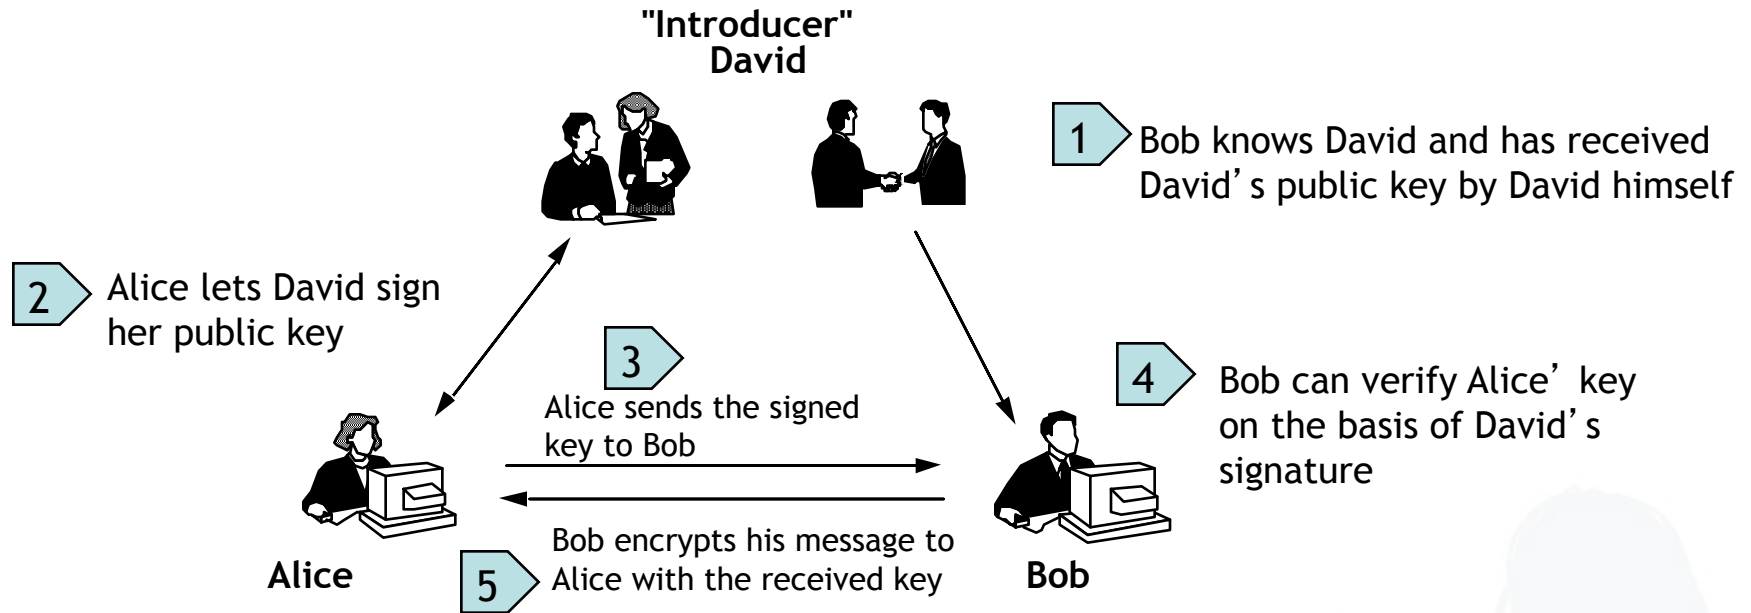 "Introducer"
David
1
Bob knows David and has received
David's public key by David himself
2
Alice lets David sign
her public key
3
Alice sends the signed
key to Bob
4
Bob can verify Alice' key
on the basis of David's
signature
5
Bob encrypts his message to
Alice with the received key
Alice
Bob